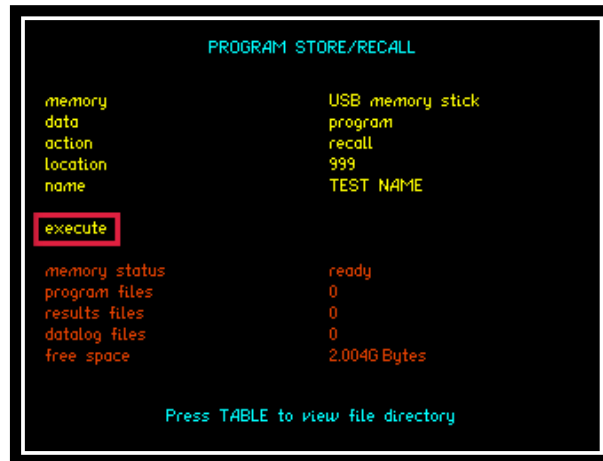 PROGRAM STORE/RECALL
memory USB memory stick
data program
action recall
location 999
name TEST NAME
execute
memory status ready
program files 0
results files 0
datalog files 0
free space 2.004G Bytes
Press TABLE to view file directory